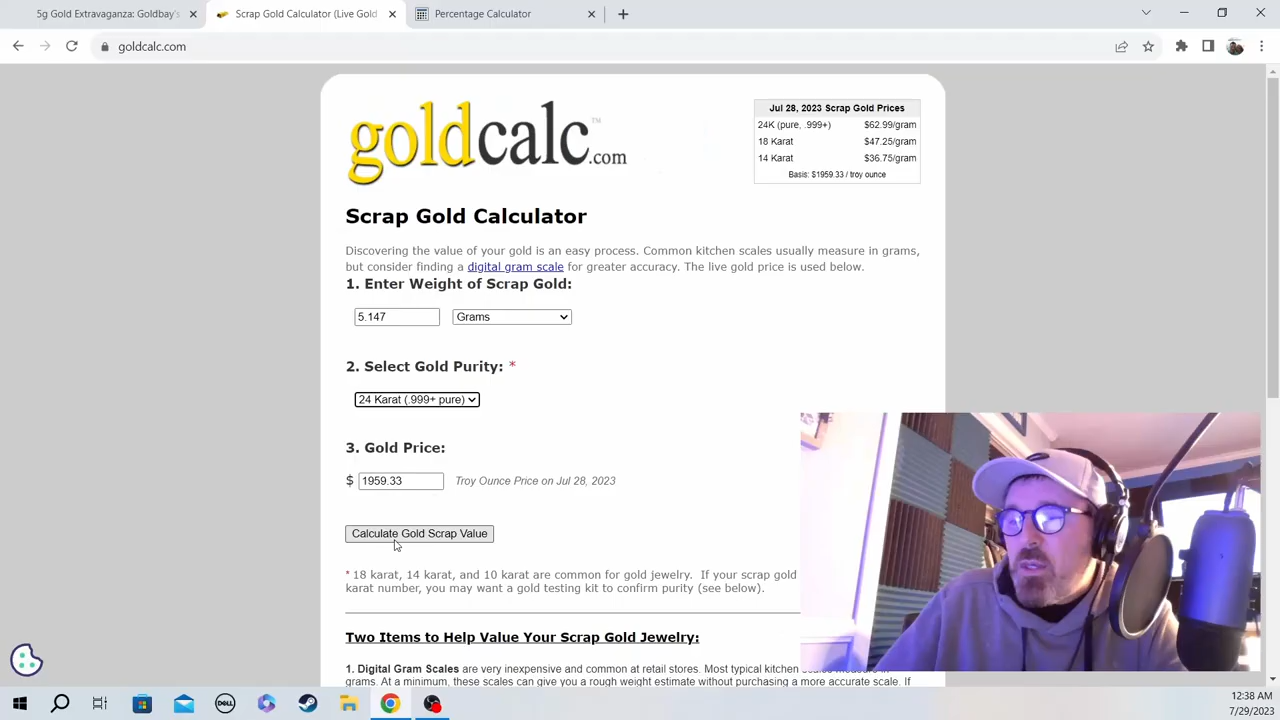 5g Gold Extravaganza: Goldbay's
Scrap Gold Calculator (Live Gold
Percentage Calculator
goldcalc.com
goldcalc.com™
Jul 28, 2023 Scrap Gold Prices
24K (pure, .999+) $62.99/gram
18 Karat $47.25/gram
14 Karat $36.75/gram
Basis: $1959.33 / troy ounce
Scrap Gold Calculator
Discovering the value of your gold is an easy process. Common kitchen scales usually measure in grams,
but consider finding a digital gram scale for greater accuracy. The live gold price is used below.
1. Enter Weight of Scrap Gold:
5.147 Grams
2. Select Gold Purity: *
24 Karat (.999+ pure)
3. Gold Price:
$ 1959.33 Troy Ounce Price on Jul 28, 2023
Calculate Gold Scrap Value
* 18 karat, 14 karat, and 10 karat are common for gold jewelry. If your scrap gold
karat number, you may want a gold testing kit to confirm purity (see below).
Two Items to Help Value Your Scrap Gold Jewelry:
1. Digital Gram Scales are very inexpensive and common at retail stores. Most typical kitchen
grams. At a minimum, these scales can give you a rough weight estimate without purchasing a more accurate scale. If
DELL
12:38 AM
7/29/2023